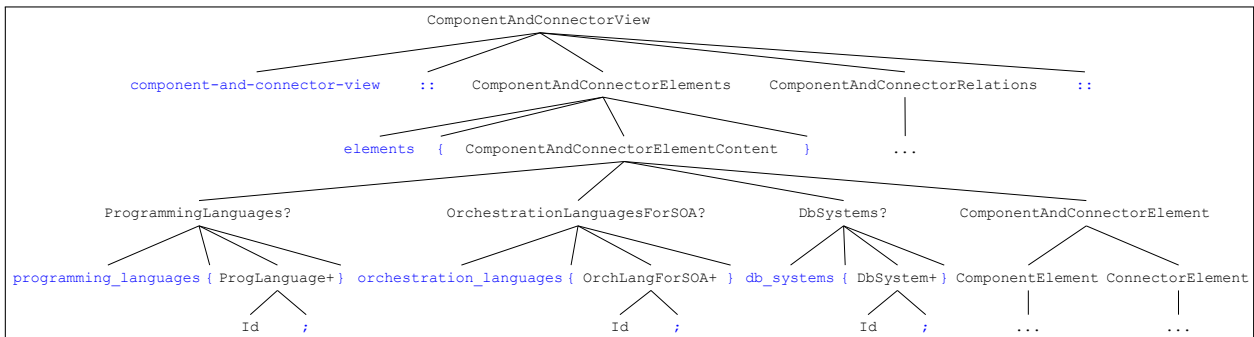 ComponentAndConnectorView
component-and-connector-view :: ComponentAndConnectorElements ComponentAndConnectorRelations ::
elements { ComponentAndConnectorElementContent } ...
ProgrammingLanguages? OrchestrationLanguagesForSOA? DbSystems? ComponentAndConnectorElement
programming_languages { ProgLanguage+ } orchestration_languages { OrchLangForSOA+ } db_systems { DbSystem+ } ComponentElement ConnectorElement
Id ; Id ; Id ; ... ...